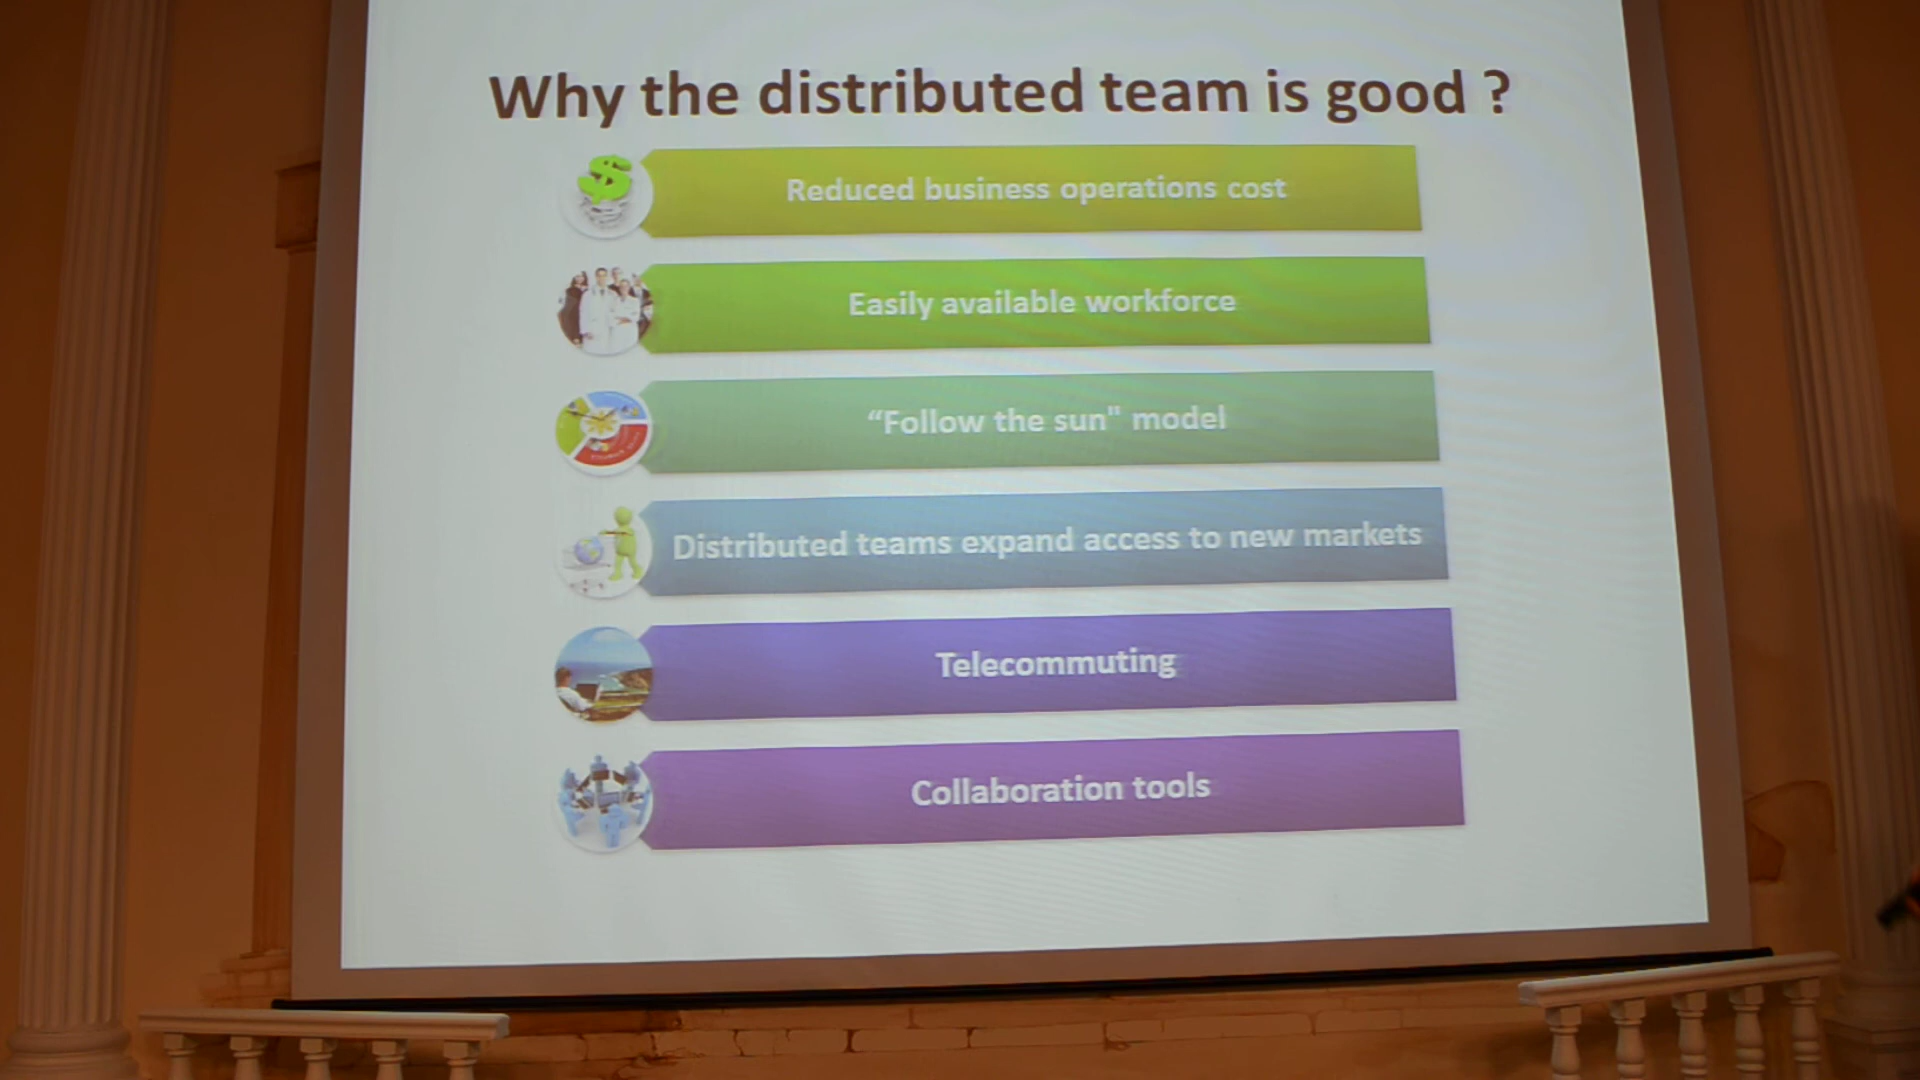 Why the distributed team is good ?
Reduced business operations cost
Easily available workforce
“Follow the sun" model
Distributed teams expand access to new markets
Telecommuting
Collaboration tools